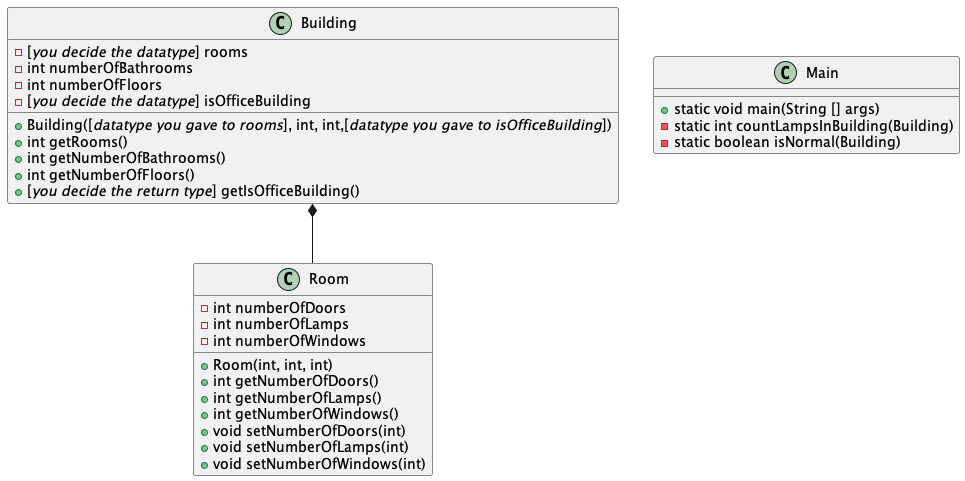 C Building
[you decide the datatype] rooms
int numberOfBathrooms
int numberOfFloors
[you decide the datatype] isOfficeBuilding
Building([datatype you gave to rooms], int, int,[datatype you gave to isOfficeBuilding])
int getRooms()
int getNumberOfBathrooms()
int getNumberOfFloors()
[you decide the return type] getIsOfficeBuilding()
C Main
static void main(String [] args)
static int countLampsInBuilding(Building)
static boolean isNormal(Building)
C Room
int numberOfDoors
int numberOfLamps
int numberOfWindows
Room(int, int, int)
int getNumberOfDoors()
int getNumberOfLamps()
int getNumberOfWindows()
void setNumberOfDoors(int)
void setNumberOfLamps(int)
void setNumberOfWindows(int)